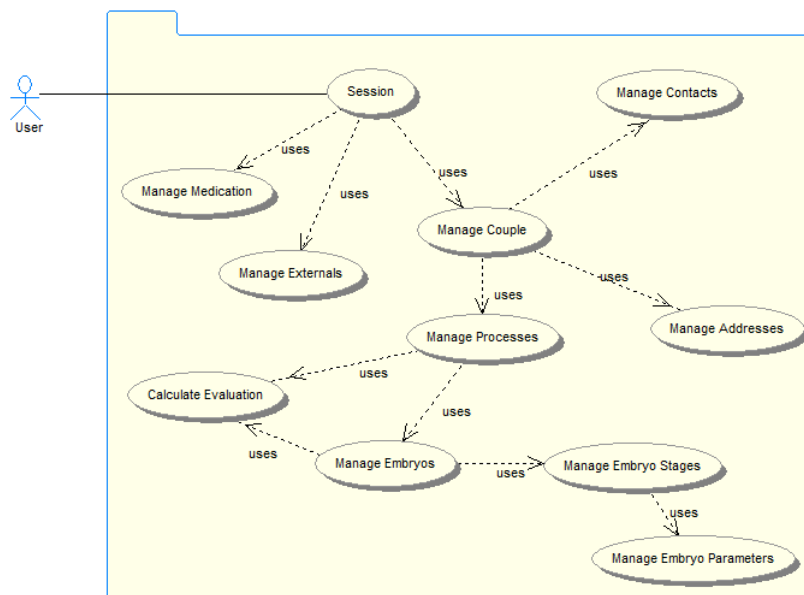 Session
Manage Contacts
User
uses
uses
uses
uses
Manage Medication
Manage Couple
Manage Externals
uses
uses
Manage Processes
Manage Addresses
uses
Calculate Evaluation
uses
uses
Manage Embryos
uses
Manage Embryo Stages
uses
Manage Embryo Parameters